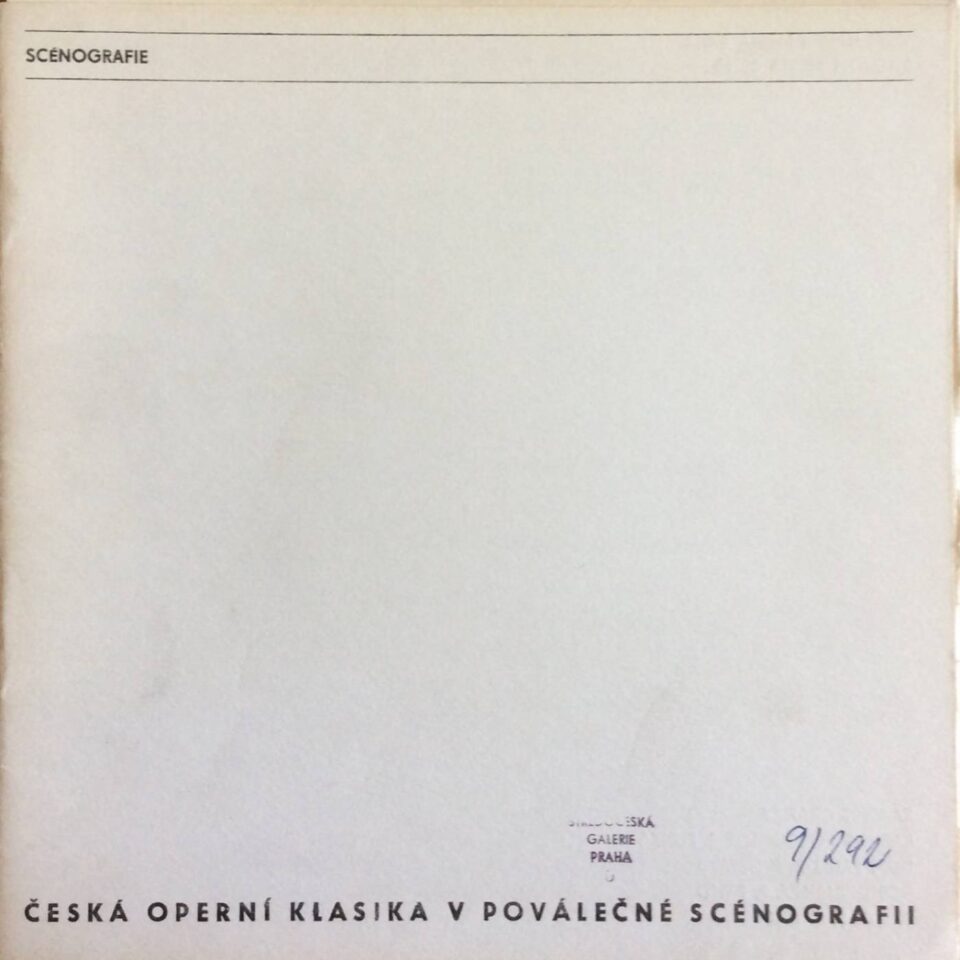 SCÉNOGRAFIE
GALERIE
PRAHA
9/292
ČESKÁ OPERNÍ KLASIKA V POVÁLEČNÉ SCÉNOGRAFII